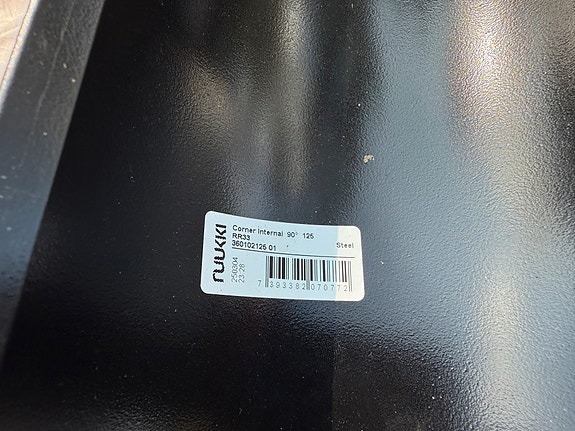 ruukki
Corner Internal 90° 125
RR33
360102125 01 Steel
250304
23:28
7 393382 070772